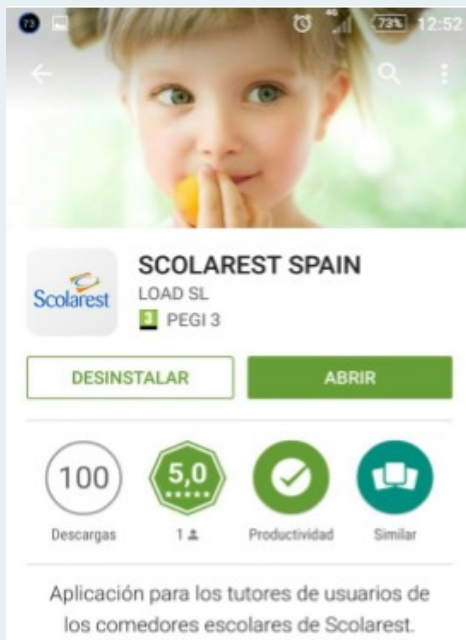 73
4G
73%
12:52
Scolarest
SCOLAREST SPAIN
LOAD SL
3 PEGI 3
DESINSTALAR
ABRIR
100
5,0
Descargas
1
Productividad
Similar
Aplicación para los tutores de usuarios de
los comedores escolares de Scolarest.